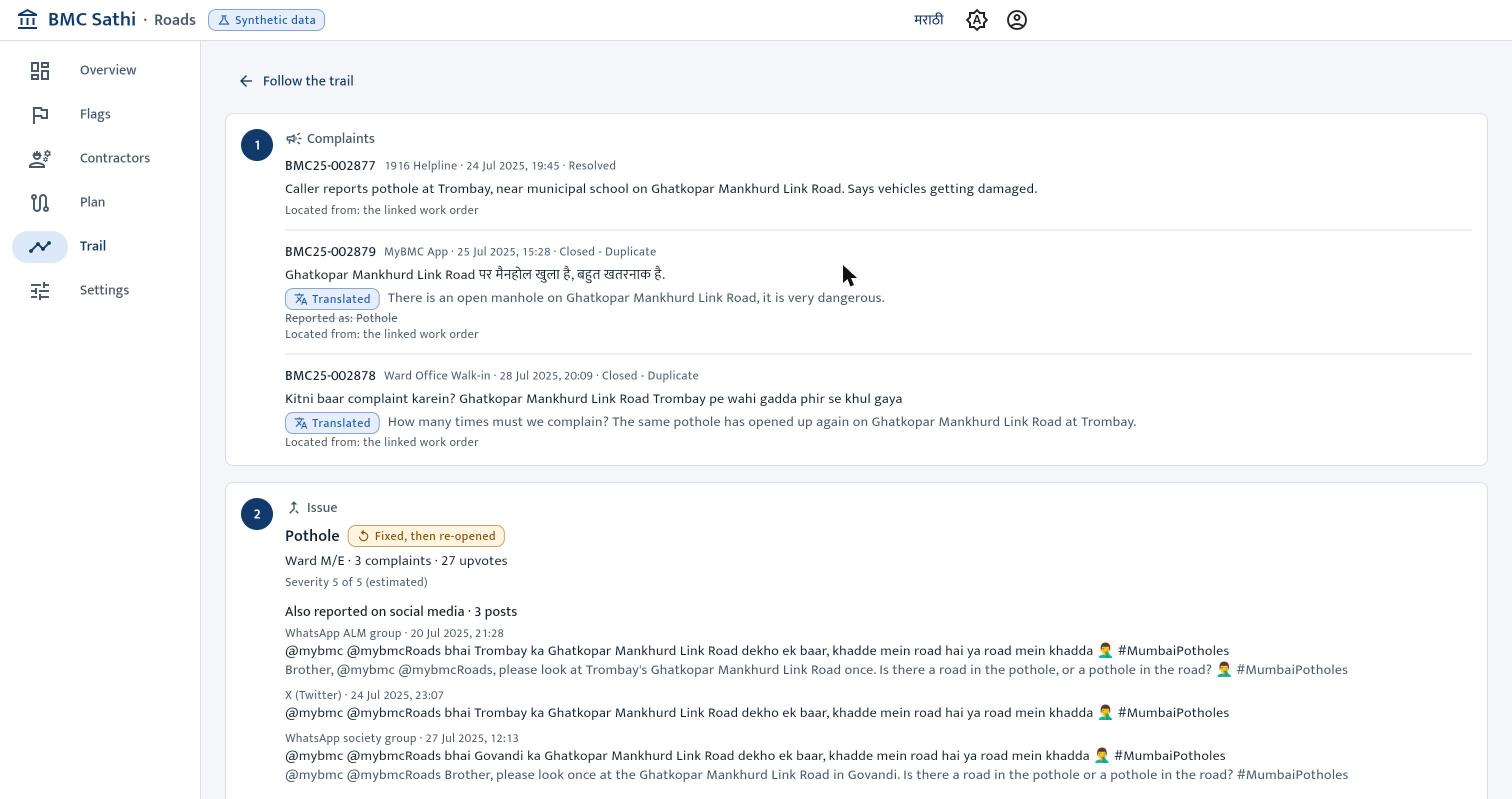 BMC Sathi · Roads Synthetic data मराठी
Overview
Flags
Contractors
Plan
Trail
Settings
Follow the trail
1 Complaints
BMC25-002877 1916 Helpline · 24 Jul 2025, 19:45 · Resolved
Caller reports pothole at Trombay, near municipal school on Ghatkopar Mankhurd Link Road. Says vehicles getting damaged.
Located from: the linked work order
BMC25-002879 MyBMC App · 25 Jul 2025, 15:28 · Closed - Duplicate
Ghatkopar Mankhurd Link Road पर मैनहोल खुला है, बहुत खतरनाक है.
Translated There is an open manhole on Ghatkopar Mankhurd Link Road, it is very dangerous.
Reported as: Pothole
Located from: the linked work order
BMC25-002878 Ward Office Walk-in · 28 Jul 2025, 20:09 · Closed - Duplicate
Kitni baar complaint karein? Ghatkopar Mankhurd Link Road Trombay pe wahi gadda phir se khul gaya
Translated How many times must we complain? The same pothole has opened up again on Ghatkopar Mankhurd Link Road at Trombay.
Located from: the linked work order
2 Issue
Pothole Fixed, then re-opened
Ward M/E · 3 complaints · 27 upvotes
Severity 5 of 5 (estimated)
Also reported on social media · 3 posts
WhatsApp ALM group · 20 Jul 2025, 21:28
@mybmc @mybmcRoads bhai Trombay ka Ghatkopar Mankhurd Link Road dekho ek baar, khadde mein road hai ya road mein khadda 🤦‍♂️ #MumbaiPotholes
Brother, @mybmc @mybmcRoads, please look at Trombay's Ghatkopar Mankhurd Link Road once. Is there a road in the pothole, or a pothole in the road? 🤦‍♂️ #MumbaiPotholes
X (Twitter) · 24 Jul 2025, 23:07
@mybmc @mybmcRoads bhai Trombay ka Ghatkopar Mankhurd Link Road dekho ek baar, khadde mein road hai ya road mein khadda 🤦‍♂️ #MumbaiPotholes
WhatsApp society group · 27 Jul 2025, 12:13
@mybmc @mybmcRoads bhai Govandi ka Ghatkopar Mankhurd Link Road dekho ek baar, khadde mein road hai ya road mein khadda 🤦‍♂️ #MumbaiPotholes
@mybmc @mybmcRoads Brother, please look once at the Ghatkopar Mankhurd Link Road in Govandi. Is there a road in the pothole or a pothole in the road? #MumbaiPotholes